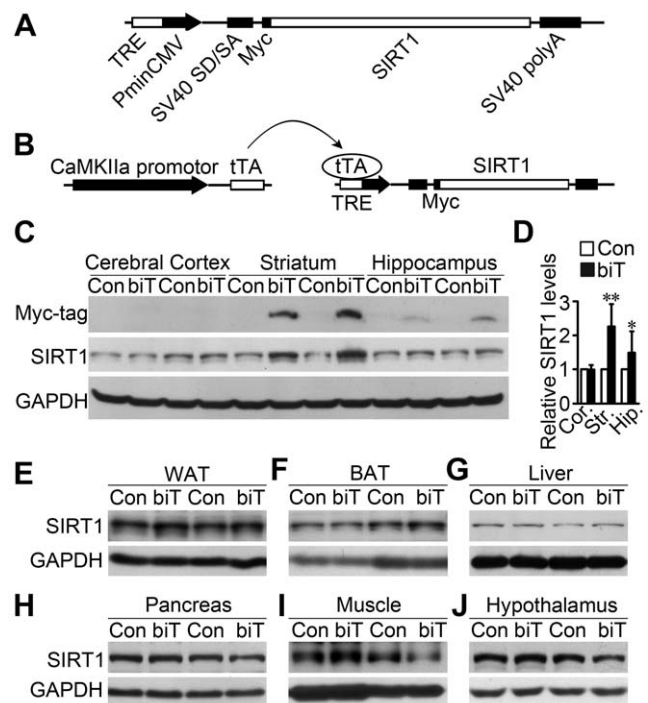 A
TRE
PminCMV
SV40 SD/SA
Myc
SIRT1
SV40 polyA
B
CaMKIIa promotor
tTA
tTA
TRE
Myc
SIRT1
C
Cerebral Cortex Striatum Hippocampus
Con biT Con biT Con biT Con biT Con biT Con biT
Myc-tag
SIRT1
GAPDH
D
Con
biT
Relative SIRT1 levels
3
2
1
0
** *
Cor. Str. Hip.
E WAT
Con biT Con biT
SIRT1
GAPDH
F BAT
Con biT Con biT
G Liver
Con biT Con biT
H Pancreas
Con biT Con biT
SIRT1
GAPDH
I Muscle
Con biT Con biT
J Hypothalamus
Con biT Con biT